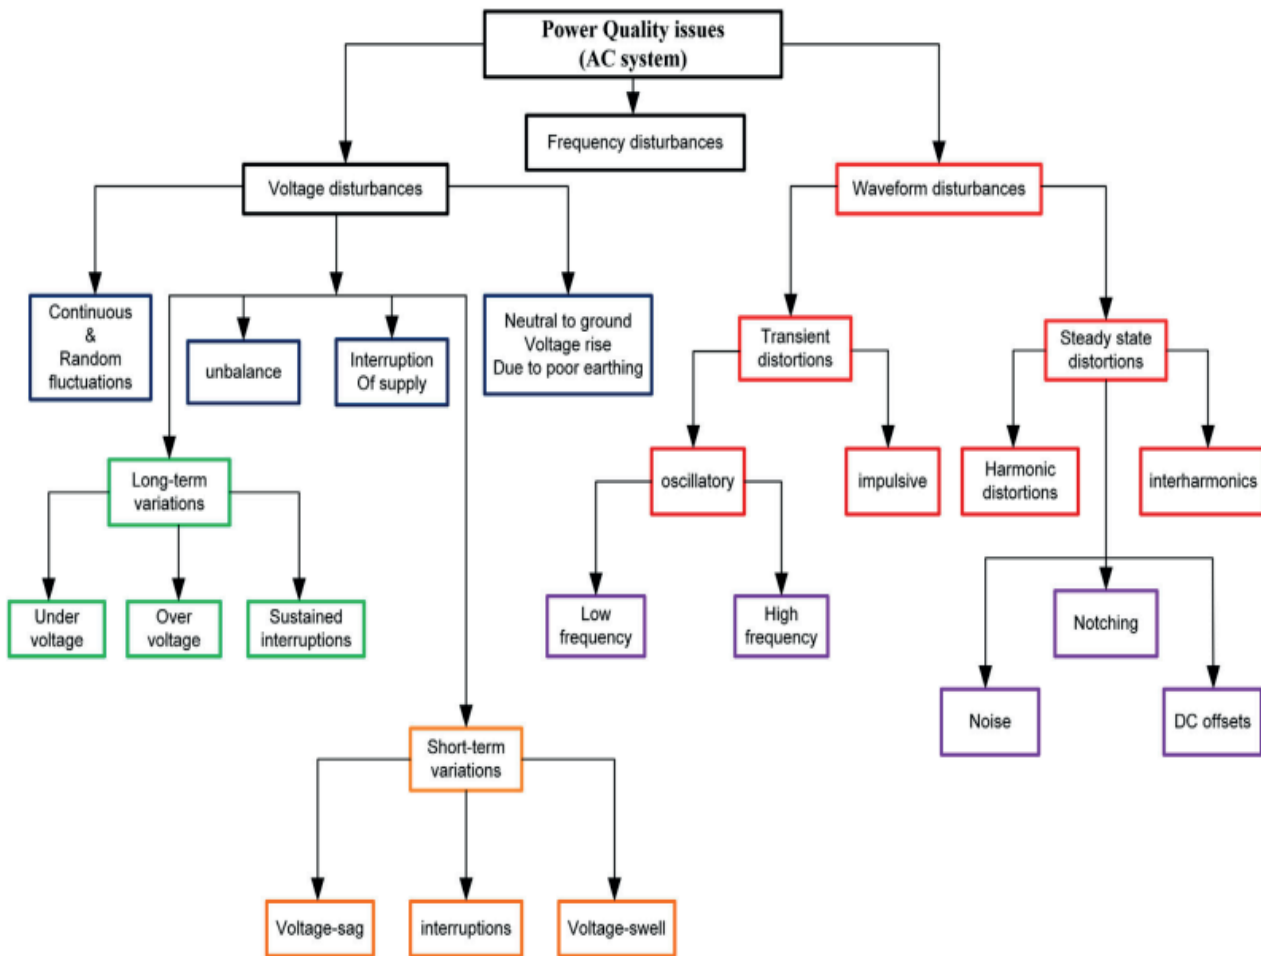 Power Quality issues
(AC system)
Frequency disturbances
Voltage disturbances
Waveform disturbances
Continuous
&
Random
fluctuations
unbalance
Interruption
Of supply
Neutral to ground
Voltage rise
Due to poor earthing
Transient
distortions
Steady state
distortions
Long-term
variations
oscillatory
impulsive
Harmonic
distortions
interharmonics
Under
voltage
Over
voltage
Sustained
interruptions
Low
frequency
High
frequency
Notching
Noise
DC offsets
Short-term
variations
Voltage-sag
interruptions
Voltage-swell